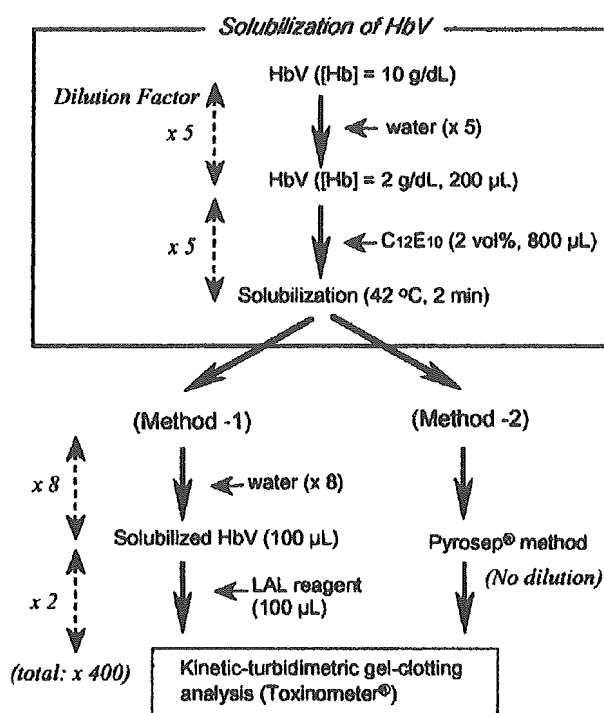 Solubilization of HbV
HbV ([Hb] = 10 g/dL)
Dilution Factor
x 5
water (x 5)
HbV ([Hb] = 2 g/dL, 200 µL)
x 5
C12E10 (2 vol%, 800 µL)
Solubilization (42 ºC, 2 min)
(Method -1)
(Method -2)
x 8
water (x 8)
Solubilized HbV (100 µL)
Pyrosep® method
(No dilution)
x 2
LAL reagent
(100 µL)
(total: x 400)
Kinetic-turbidimetric gel-clotting
analysis (Toxinometer®)